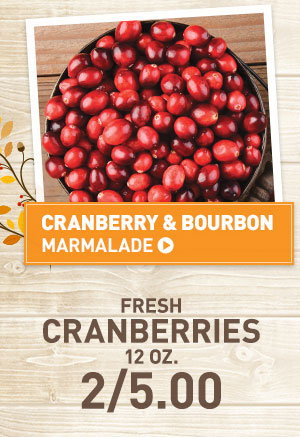 CRANBERRY & BOURBON
MARMALADE
FRESH
CRANBERRIES
12 OZ.
2/5.00